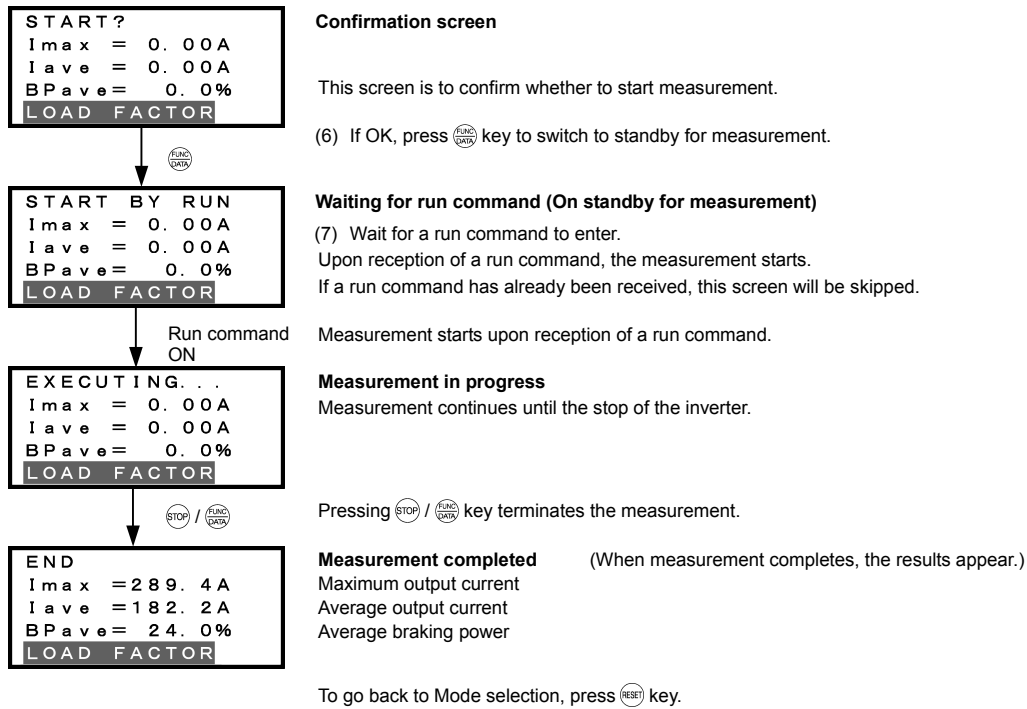 START?
Imax = 0.00A
Iave = 0.00A
BPave= 0.0%
LOAD FACTOR
Confirmation screen
This screen is to confirm whether to start measurement.
(6) If OK, press FUNC DATA key to switch to standby for measurement.
FUNC
DATA
START BY RUN
Imax = 0.00A
Iave = 0.00A
BPave= 0.0%
LOAD FACTOR
Waiting for run command (On standby for measurement)
(7) Wait for a run command to enter.
Upon reception of a run command, the measurement starts.
If a run command has already been received, this screen will be skipped.
Run command
ON
Measurement starts upon reception of a run command.
EXECUTING...
Imax = 0.00A
Iave = 0.00A
BPave= 0.0%
LOAD FACTOR
Measurement in progress
Measurement continues until the stop of the inverter.
STOP / FUNC DATA
Pressing STOP / FUNC DATA key terminates the measurement.
END
Imax =289.4A
Iave =182.2A
BPave= 24.0%
LOAD FACTOR
Measurement completed (When measurement completes, the results appear.)
Maximum output current
Average output current
Average braking power
To go back to Mode selection, press RESET key.